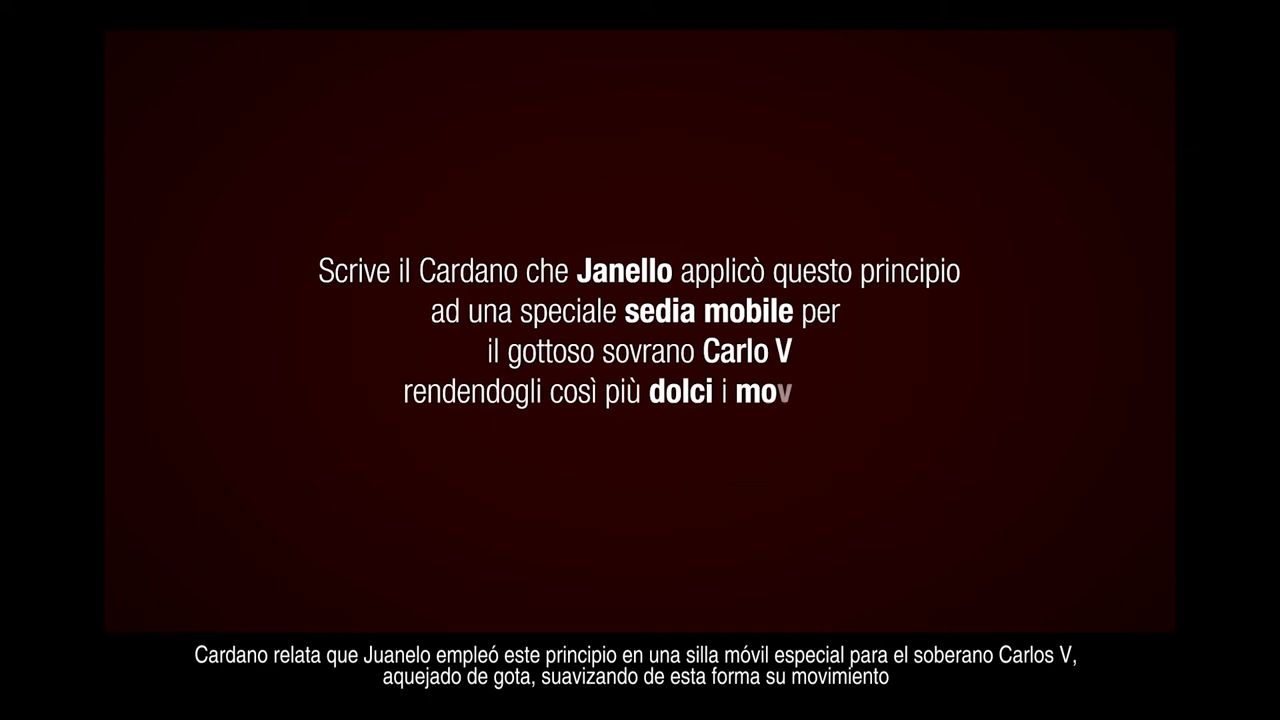 Scrive il Cardano che Janello applicò questo principio
ad una speciale sedia mobile per
il gottoso sovrano Carlo V
rendendogli così più dolci i mov
Cardano relata que Juanelo empleó este principio en una silla móvil especial para el soberano Carlos V,
aquejado de gota, suavizando de esta forma su movimiento